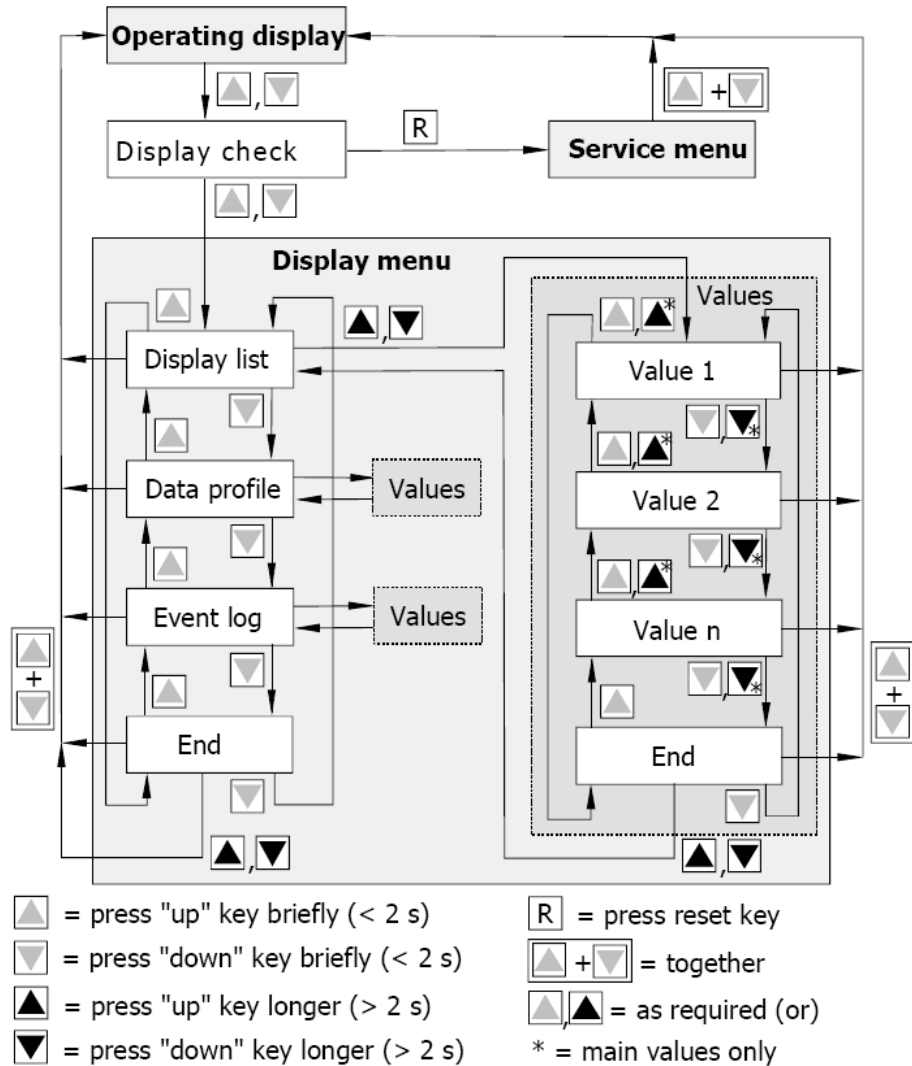 Operating display
,
+
R
Display check
Service menu
,
Display menu
Values
,
, *
Display list
Value 1
, *
, *
Data profile
Values
Value 2
, *
, *
Event log
Values
Value n
+
, *
+
End
End
,
,
= press "up" key briefly (< 2 s)
R = press reset key
= press "down" key briefly (< 2 s)
+ = together
= press "up" key longer (> 2 s)
, = as required (or)
= press "down" key longer (> 2 s)
* = main values only